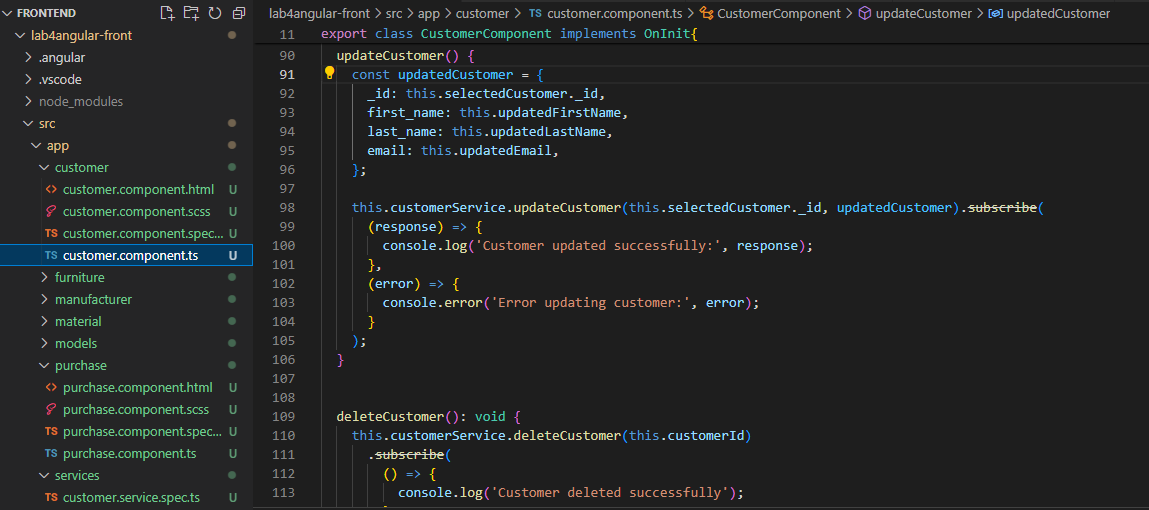 FRONTEND
lab4angular-front
.angular
.vscode
node_modules
src
app
customer
customer.component.html U
customer.component.scss U
TS customer.component.spec... U
TS customer.component.ts U
furniture
manufacturer
material
models
purchase
purchase.component.html U
purchase.component.scss U
TS purchase.component.spec... U
TS purchase.component.ts U
services
TS customer.service.spec.ts U
lab4angular-front > src > app > customer > TS customer.component.ts > CustomerComponent > updateCustomer > updatedCustomer
11 export class CustomerComponent implements OnInit{
90 updateCustomer() {
91 const updatedCustomer = {
92 _id: this.selectedCustomer._id,
93 first_name: this.updatedFirstName,
94 last_name: this.updatedLastName,
95 email: this.updatedEmail,
96 };
97
98 this.customerService.updateCustomer(this.selectedCustomer._id, updatedCustomer).subscribe(
99 (response) => {
100 console.log('Customer updated successfully:', response);
101 },
102 (error) => {
103 console.error('Error updating customer:', error);
104 }
105 );
106 }
107
108
109 deleteCustomer(): void {
110 this.customerService.deleteCustomer(this.customerId)
111 .subscribe(
112 () => {
113 console.log('Customer deleted successfully');